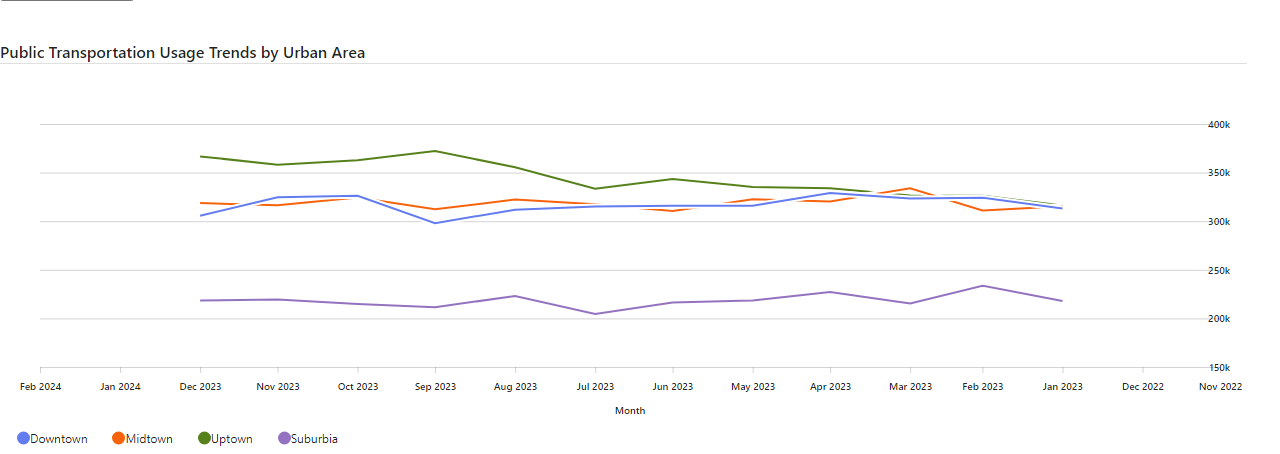 Public Transportation Usage Trends by Urban Area
400k
350k
300k
250k
200k
150k
Feb 2024 Jan 2024 Dec 2023 Nov 2023 Oct 2023 Sep 2023 Aug 2023 Jul 2023 Jun 2023 May 2023 Apr 2023 Mar 2023 Feb 2023 Jan 2023 Dec 2022 Nov 2022
Month
Downtown Midtown Uptown Suburbia